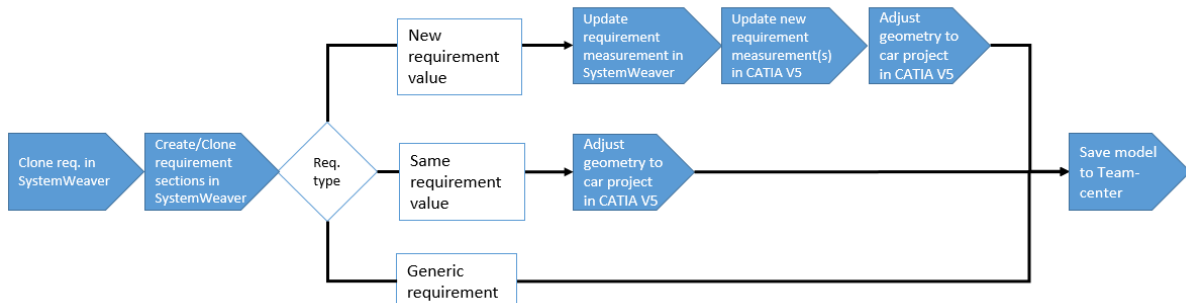 New
requirement
value
Update
requirement
measurement in
SystemWeaver
Update new
requirement
measurement(s)
in CATIA V5
Adjust
geometry to
car project
in CATIA V5
Clone req. in
SystemWeaver
Create/Clone
requirement
sections in
SystemWeaver
Req.
type
Same
requirement
value
Adjust
geometry to
car project
in CATIA V5
Save model
to Team-
center
Generic
requirement